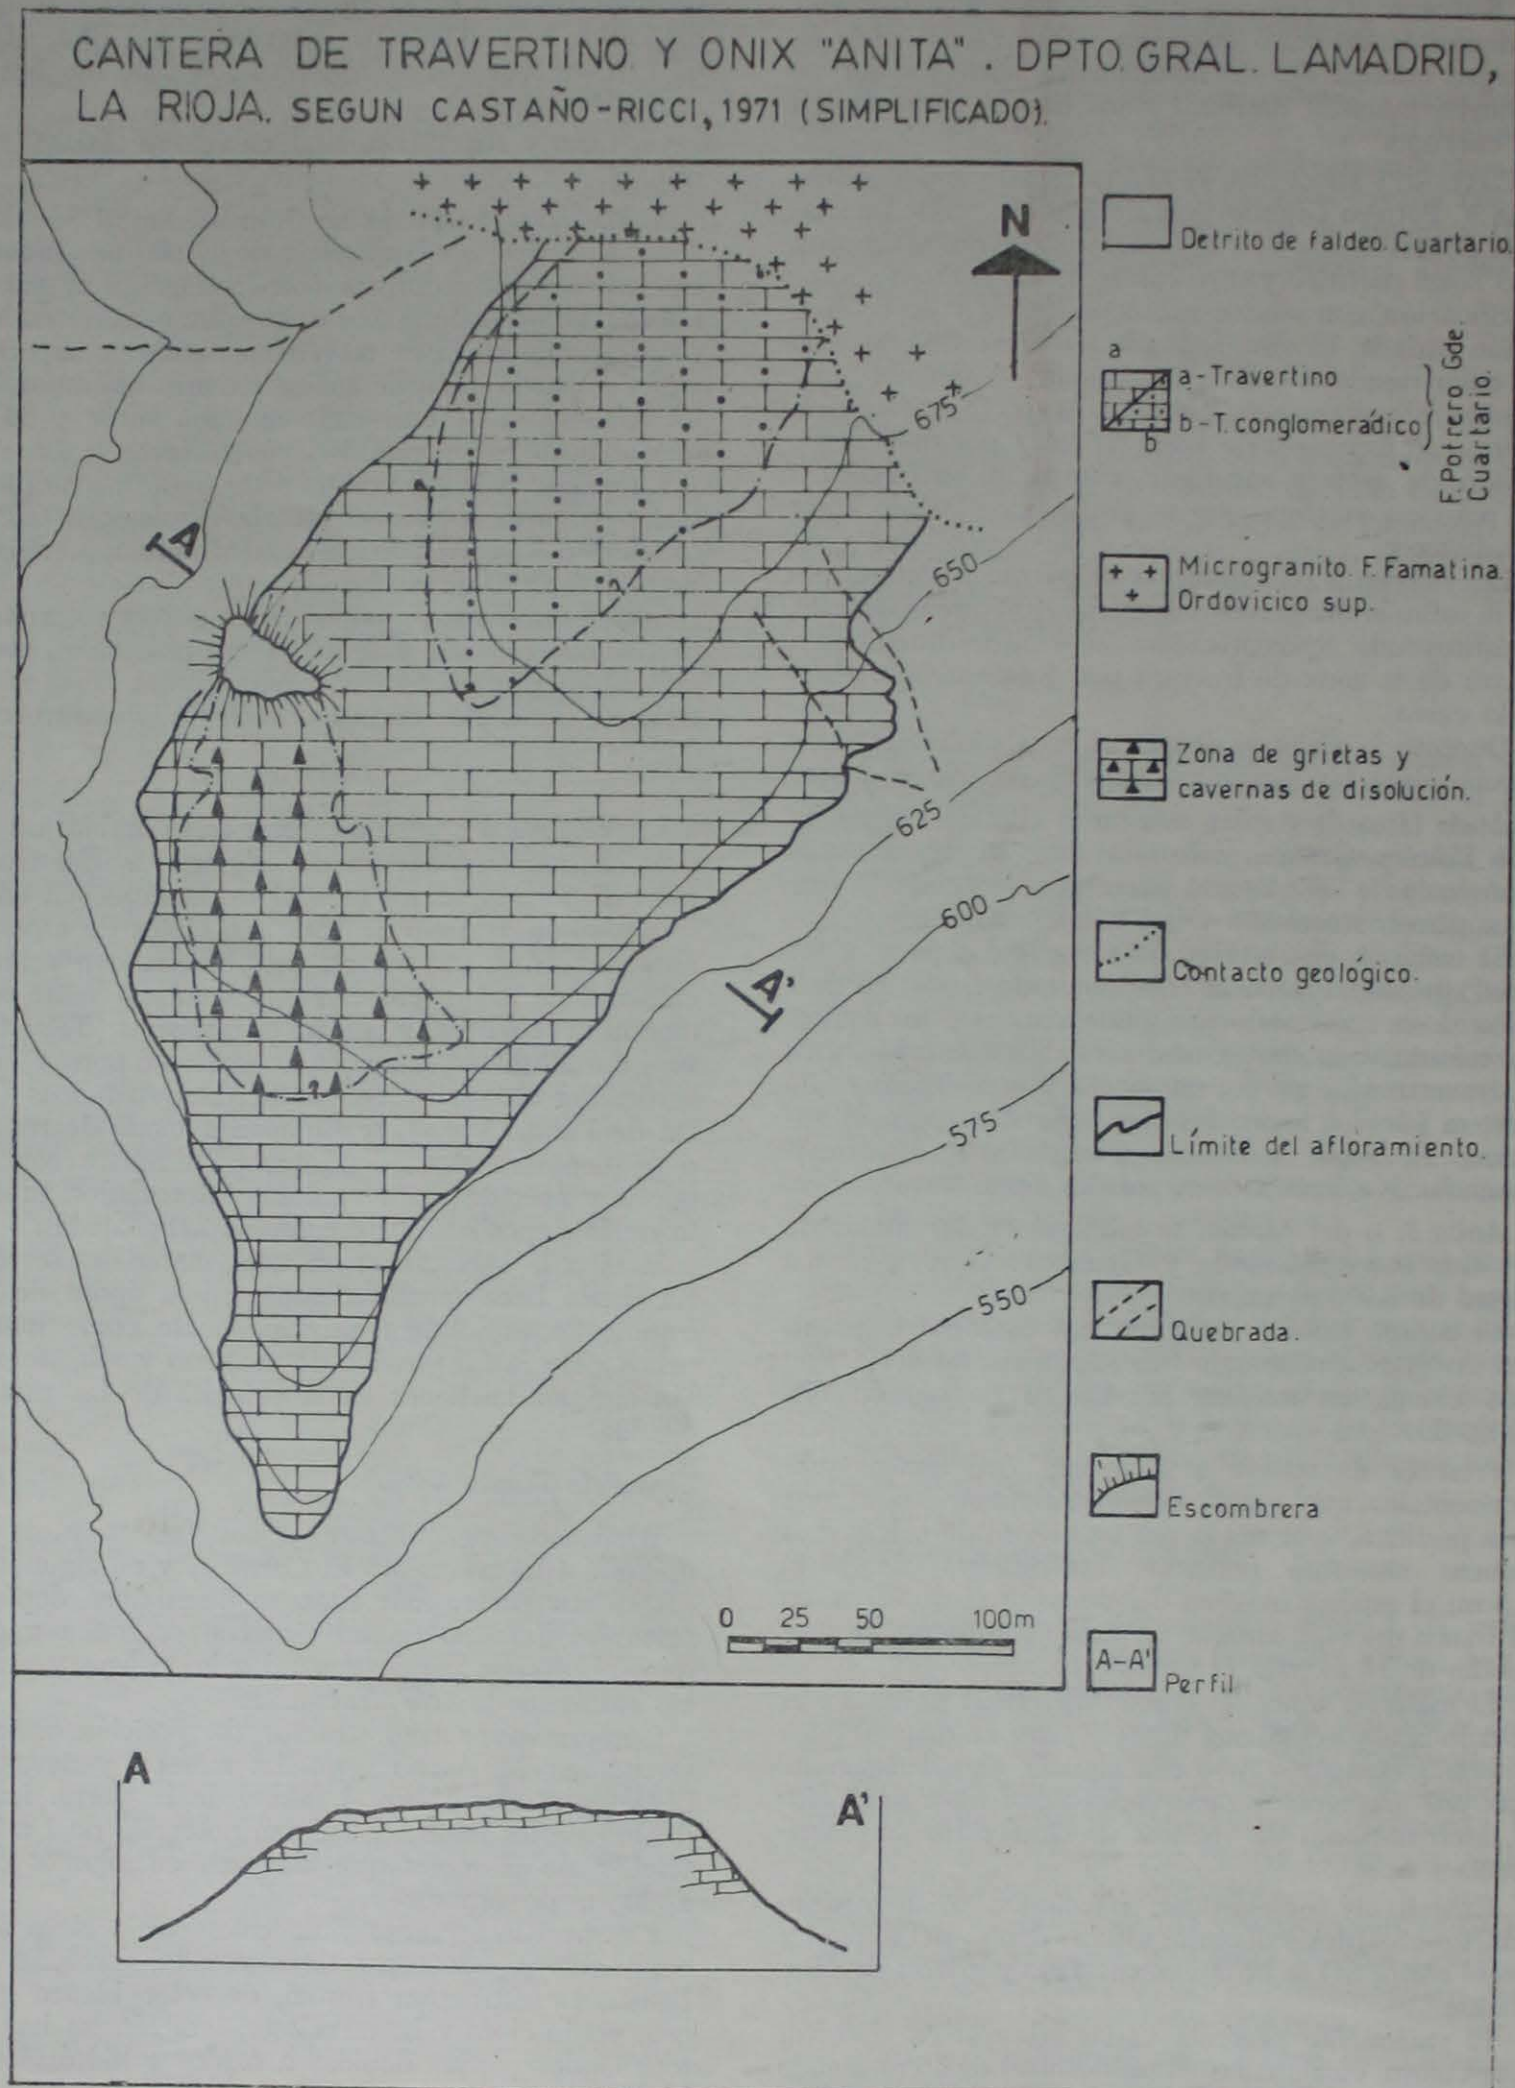 CANTERA DE TRAVERTINO Y ONIX "ANITA". DPTO. GRAL. LAMADRID,
LA RIOJA. SEGUN CASTAÑO-RICCI, 1971 (SIMPLIFICADO).
N
A
A'
675
650
625
600
575
550
?
?
0 25 50 100m
Detrito de faldeo. Cuartario.
a
a-Travertino
b-T. conglomerádico
b
F. Potrero Gde.
Cuartario.
Microgranito. F. Famatina.
Ordovicico sup.
Zona de grietas y
cavernas de disolución.
Contacto geológico.
Límite del afloramiento.
Quebrada.
Escombrera
A-A'
Perfil
A
A'